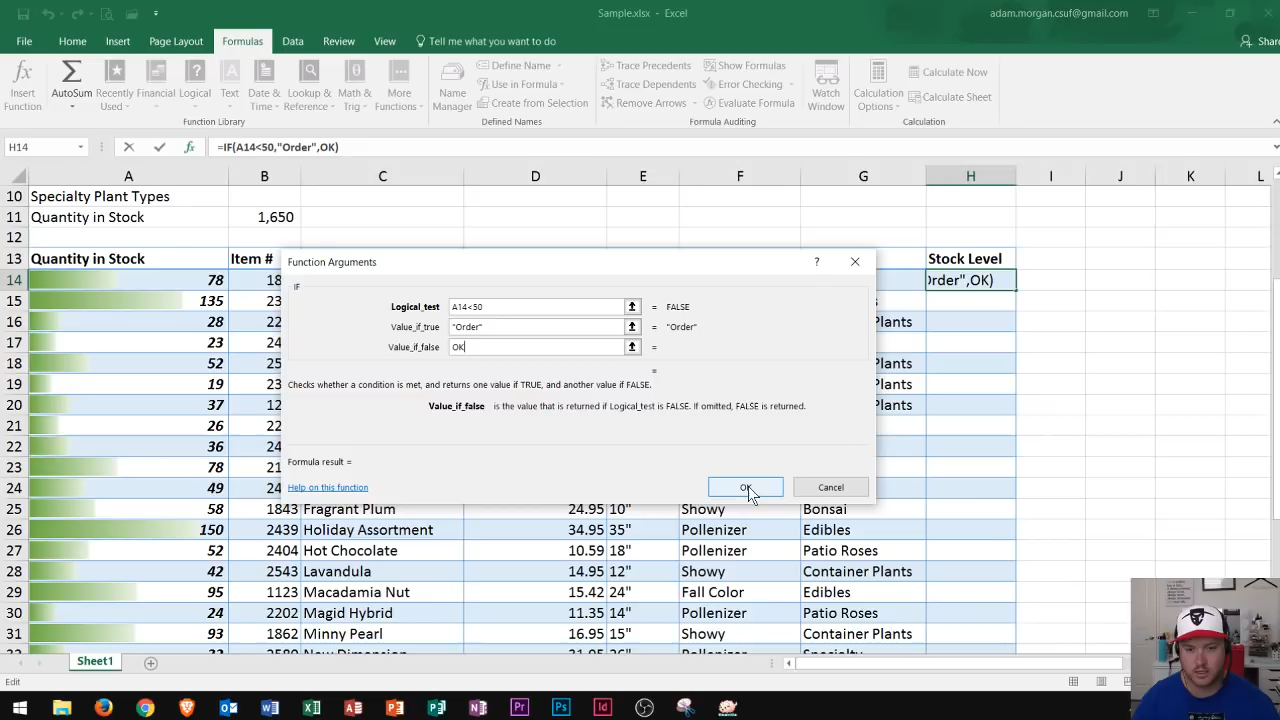 Sample.xlsx - Excel
adam.morgan.csuf@gmail.com
File Home Insert Page Layout Formulas Data Review View Tell me what you want to do Share
Insert Function
AutoSum
Recently Used
Financial
Logical
Text
Date & Time
Lookup & Reference
Math & Trig
More Functions
Function Library
Name Manager
Define Name
Use in Formula
Create from Selection
Defined Names
Trace Precedents
Trace Dependents
Remove Arrows
Show Formulas
Error Checking
Evaluate Formula
Formula Auditing
Watch Window
Calculation Options
Calculate Now
Calculate Sheet
Calculation
H14 fx =IF(A14<50,"Order",OK)
A B C D E F G H I J K L
10 Specialty Plant Types
11 Quantity in Stock 1,650
12
13 Quantity in Stock Item # Stock Level
14 78 18 Order",OK)
15 135 23
16 28 22 Plants
17 23 24
18 52 25 Plants
19 19 23 Plants
20 37 12 Plants
21 26 22
22 36 24
23 78 21
24 49 24
25 58 1843 Fragrant Plum 24.95 10" Showy Bonsai
26 150 2439 Holiday Assortment 34.95 35" Pollenizer Edibles
27 52 2404 Hot Chocolate 10.59 18" Pollenizer Patio Roses
28 42 2543 Lavandula 14.95 12" Showy Container Plants
29 95 1123 Macadamia Nut 15.42 24" Fall Color Edibles
30 24 2202 Magid Hybrid 11.35 14" Pollenizer Patio Roses
31 93 1862 Minny Pearl 16.95 15" Showy Container Plants
Function Arguments ?
IF
Logical_test A14<50 = FALSE
Value_if_true "Order" = "Order"
Value_if_false OK =
=
Checks whether a condition is met, and returns one value if TRUE, and another value if FALSE.
Value_if_false is the value that is returned if Logical_test is FALSE. If omitted, FALSE is returned.
Formula result =
Help on this function
OK Cancel
Sheet1
Edit